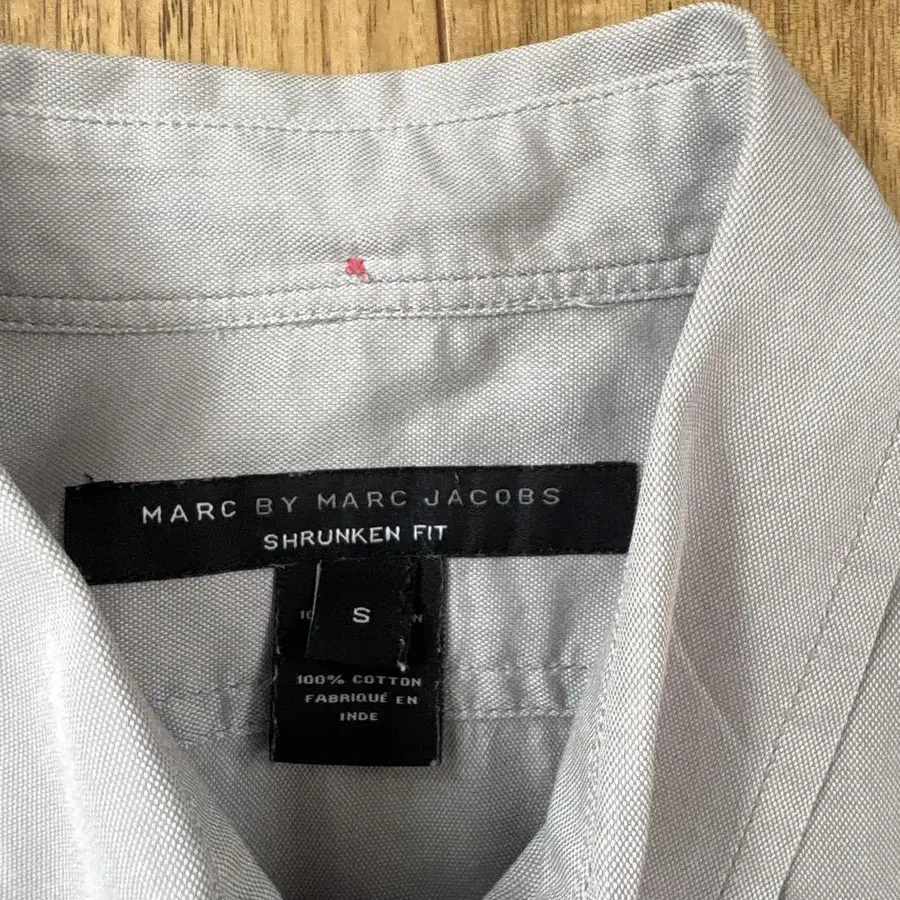 MARC BY MARC JACOBS
SHRUNKEN FIT
S
100% COTTON
FABRIQUÉ EN
INDE